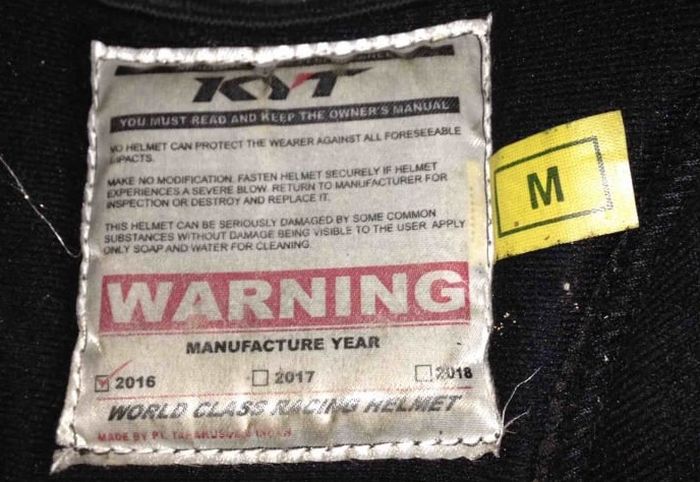 KYT
YOU MUST READ AND KEEP THE OWNER'S MANUAL
NO HELMET CAN PROTECT THE WEARER AGAINST ALL FORESEEABLE
IMPACTS
MAKE NO MODIFICATION. FASTEN HELMET SECURELY IF HELMET
EXPERIENCES A SEVERE BLOW. RETURN TO MANUFACTURER FOR
INSPECTION OR DESTROY AND REPLACE IT.
THIS HELMET CAN BE SERIOUSLY DAMAGED BY SOME COMMON
SUBSTANCES WITHOUT DAMAGE BEING VISIBLE TO THE USER. APPLY
ONLY SOAP AND WATER FOR CLEANING.
M
WARNING
MANUFACTURE YEAR
2016 2017 2018
WORLD CLASS RACING HELMET
MADE BY PT.